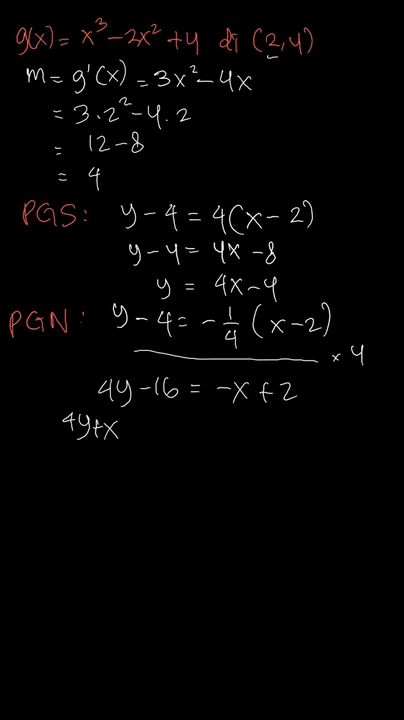 g(x) = x³ - 2x² + 4 di (2,4)
m = g'(x) = 3x² - 4x
= 3 · 2² - 4 . 2
= 12 - 8
= 4
PGS: y - 4 = 4(x - 2)
y - 4 = 4x - 8
y = 4x - 4
PGN: y - 4 = -1/4 (x - 2)
× 4
4y - 16 = -x + 2
4y + x